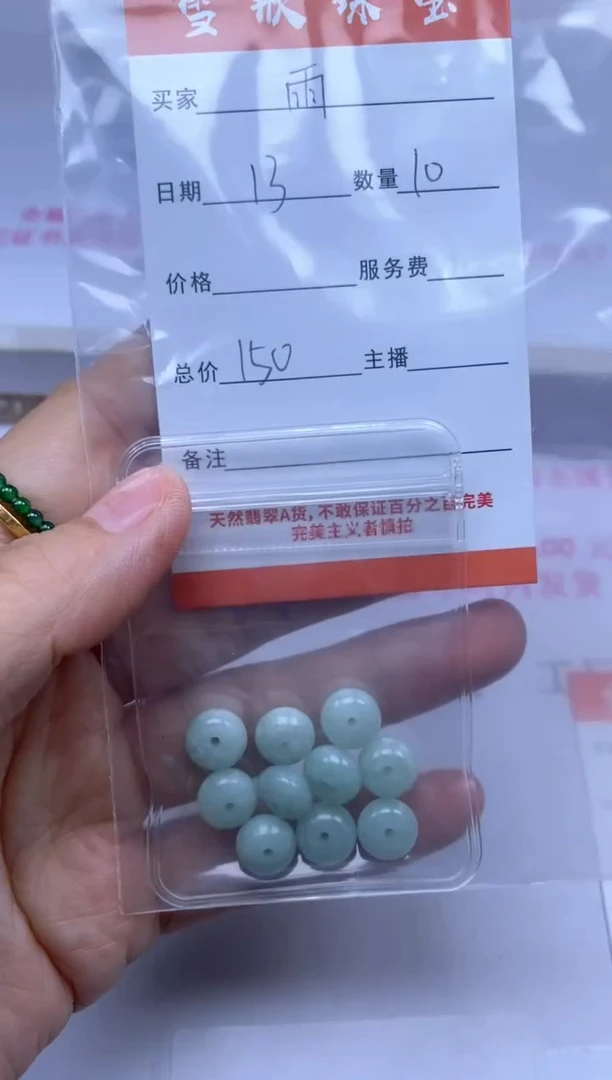 买家 雨
日期 13 数量 10
价格 服务费
总价 150 主播
备注
天然翡翠A货,不敢保证百分之百完美
完美主义者慎拍